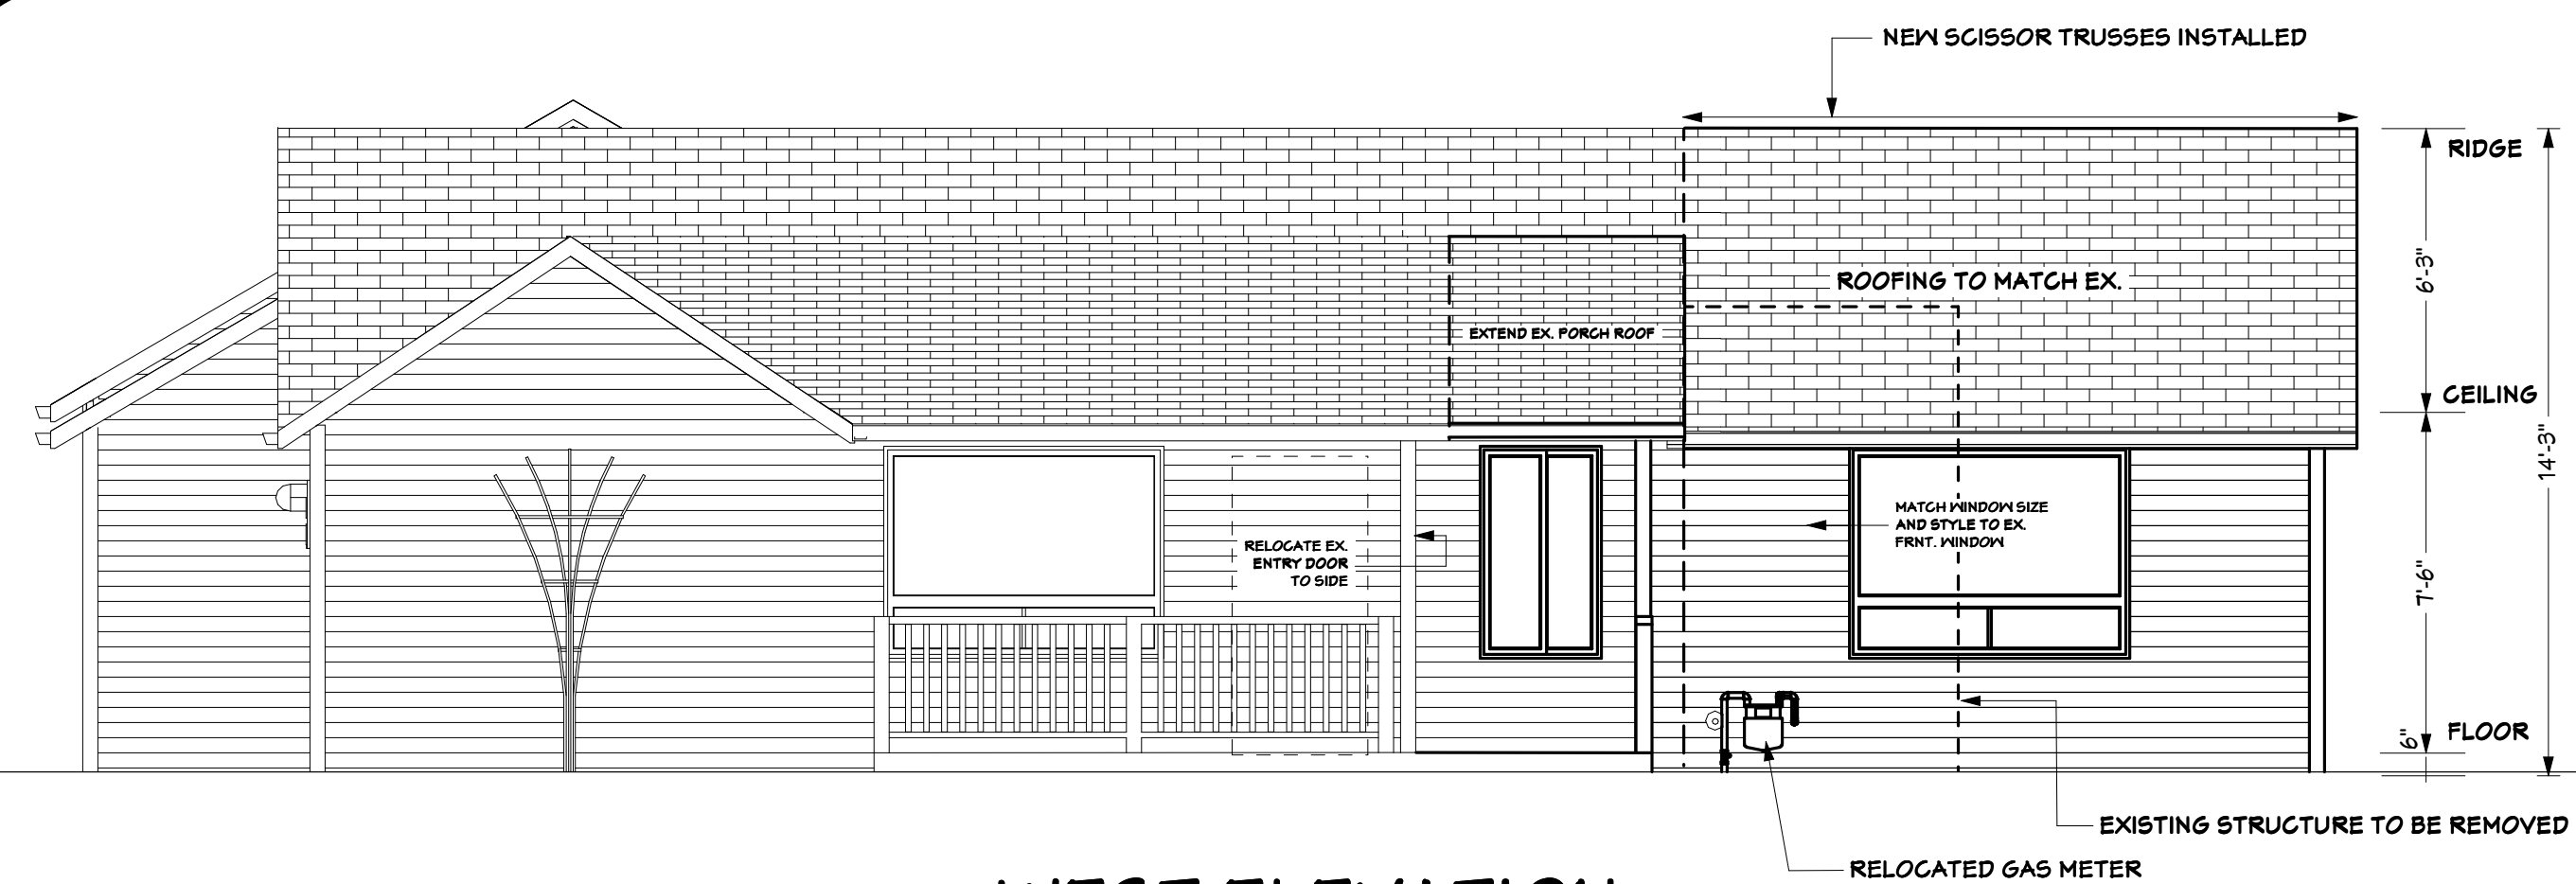 NEW SCISSOR TRUSSES INSTALLED
RIDGE
6'-3"
ROOFING TO MATCH EX.
EXTEND EX. PORCH ROOF
CEILING
14'-3"
MATCH WINDOW SIZE
AND STYLE TO EX.
FRNT. WINDOW
RELOCATE EX.
ENTRY DOOR
TO SIDE
7'-6"
FLOOR
6"
EXISTING STRUCTURE TO BE REMOVED
RELOCATED GAS METER
WEST ELEVATION